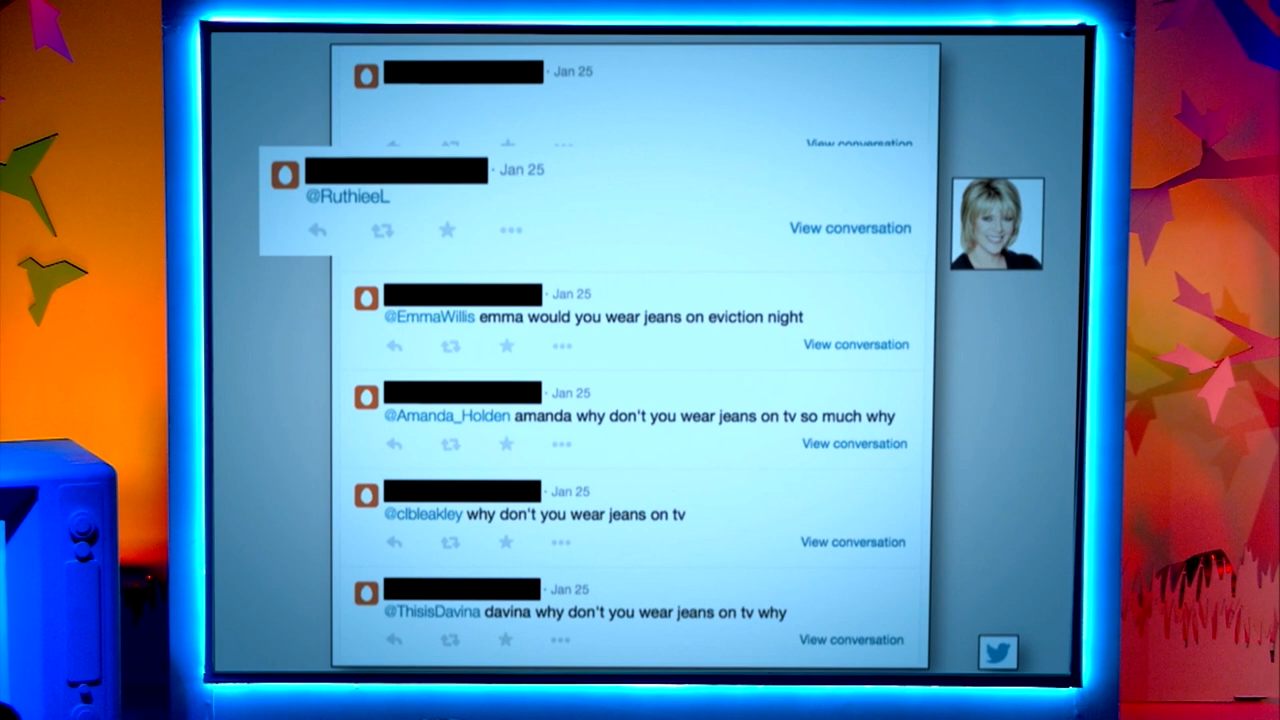 · Jan 25
View conversation
· Jan 25
@RuthieeL
View conversation
· Jan 25
@EmmaWillis emma would you wear jeans on eviction night
View conversation
· Jan 25
@Amanda_Holden amanda why don't you wear jeans on tv so much why
View conversation
· Jan 25
@clbleakley why don't you wear jeans on tv
View conversation
· Jan 25
@ThisisDavina davina why don't you wear jeans on tv why
View conversation